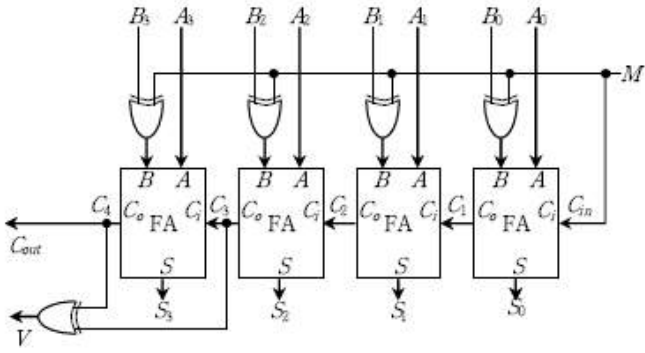 B₃ A₃ B₂ A₂ B₁ A₁ B₀ A₀
M
B A B A B A B A
C₄ Cₒ FA Cᵢ C₃ Cₒ FA Cᵢ C₂ Cₒ FA Cᵢ C₁ Cₒ FA Cᵢ Cᵢₙ
Cₒᵤₜ
S S S S
S₃ S₂ S₁ S₀
V